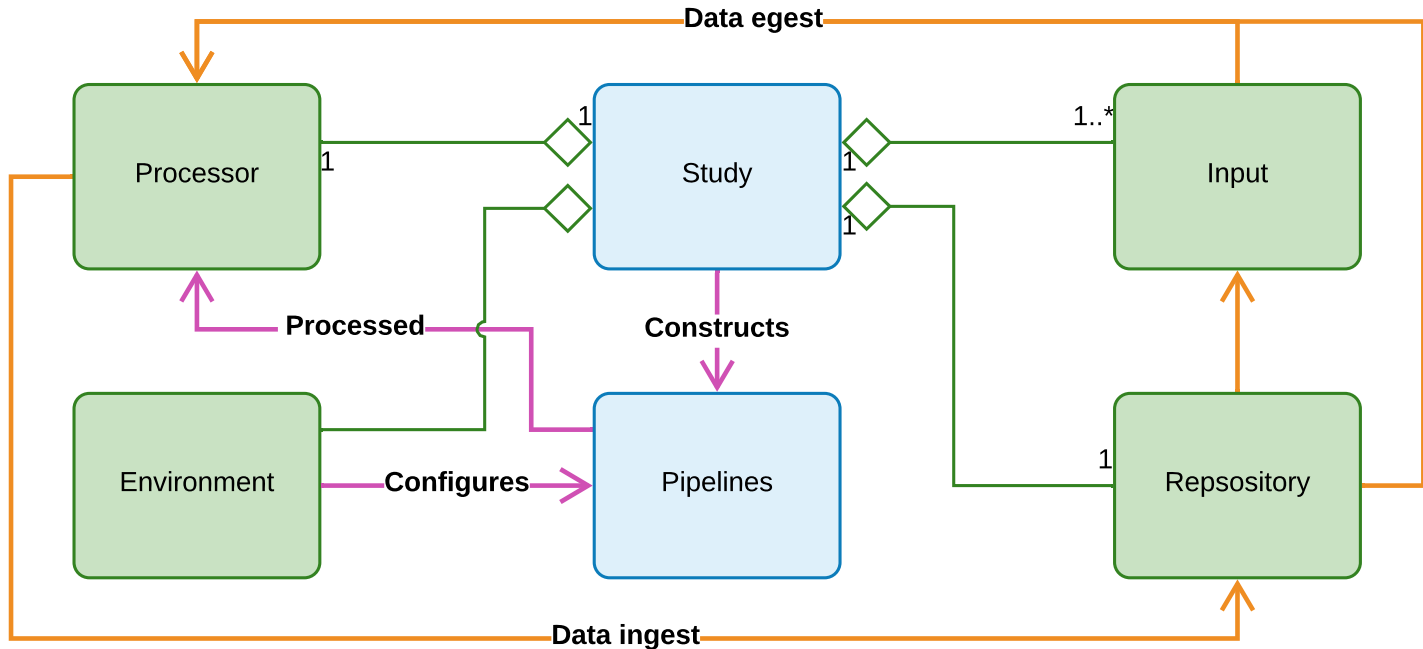 Data egest
1
1..*
Processor
Study
Input
1
1
1
Processed
Constructs
1
Environment
Configures
Pipelines
Repsository
Data ingest